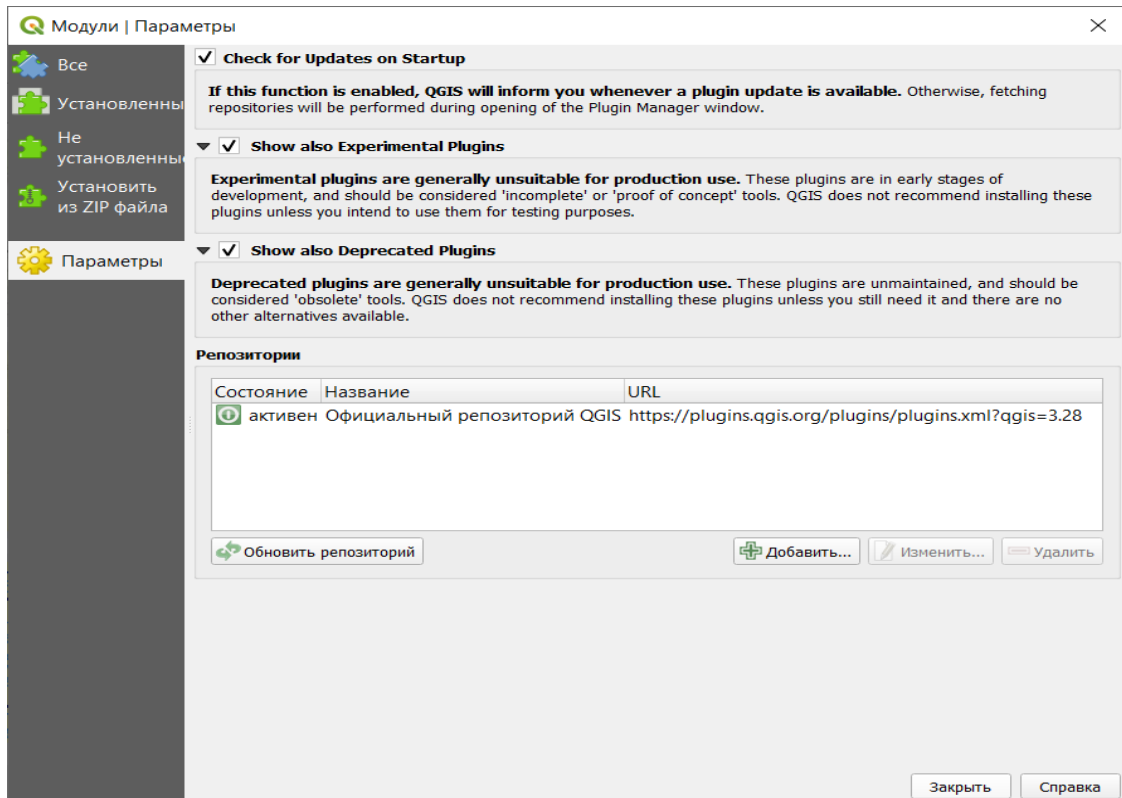 Модули | Параметры
Все
Установленны
Не
установленные
Установить
из ZIP файла
Параметры
Check for Updates on Startup
If this function is enabled, QGIS will inform you whenever a plugin update is available. Otherwise, fetching
repositories will be performed during opening of the Plugin Manager window.
Show also Experimental Plugins
Experimental plugins are generally unsuitable for production use. These plugins are in early stages of
development, and should be considered 'incomplete' or 'proof of concept' tools. QGIS does not recommend installing these
plugins unless you intend to use them for testing purposes.
Show also Deprecated Plugins
Deprecated plugins are generally unsuitable for production use. These plugins are unmaintained, and should be
considered 'obsolete' tools. QGIS does not recommend installing these plugins unless you still need it and there are no
other alternatives available.
Репозитории
Состояние Название URL
активен Официальный репозиторий QGIS https://plugins.qgis.org/plugins/plugins.xml?qgis=3.28
Обновить репозиторий Добавить... Изменить... Удалить
Закрыть Справка